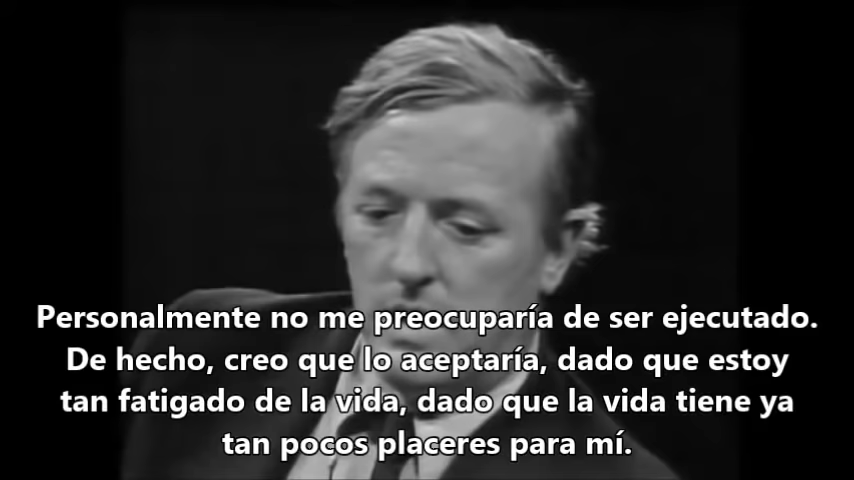 Personalmente no me preocuparía de ser ejecutado.
De hecho, creo que lo aceptaría, dado que estoy
tan fatigado de la vida, dado que la vida tiene ya
tan pocos placeres para mí.